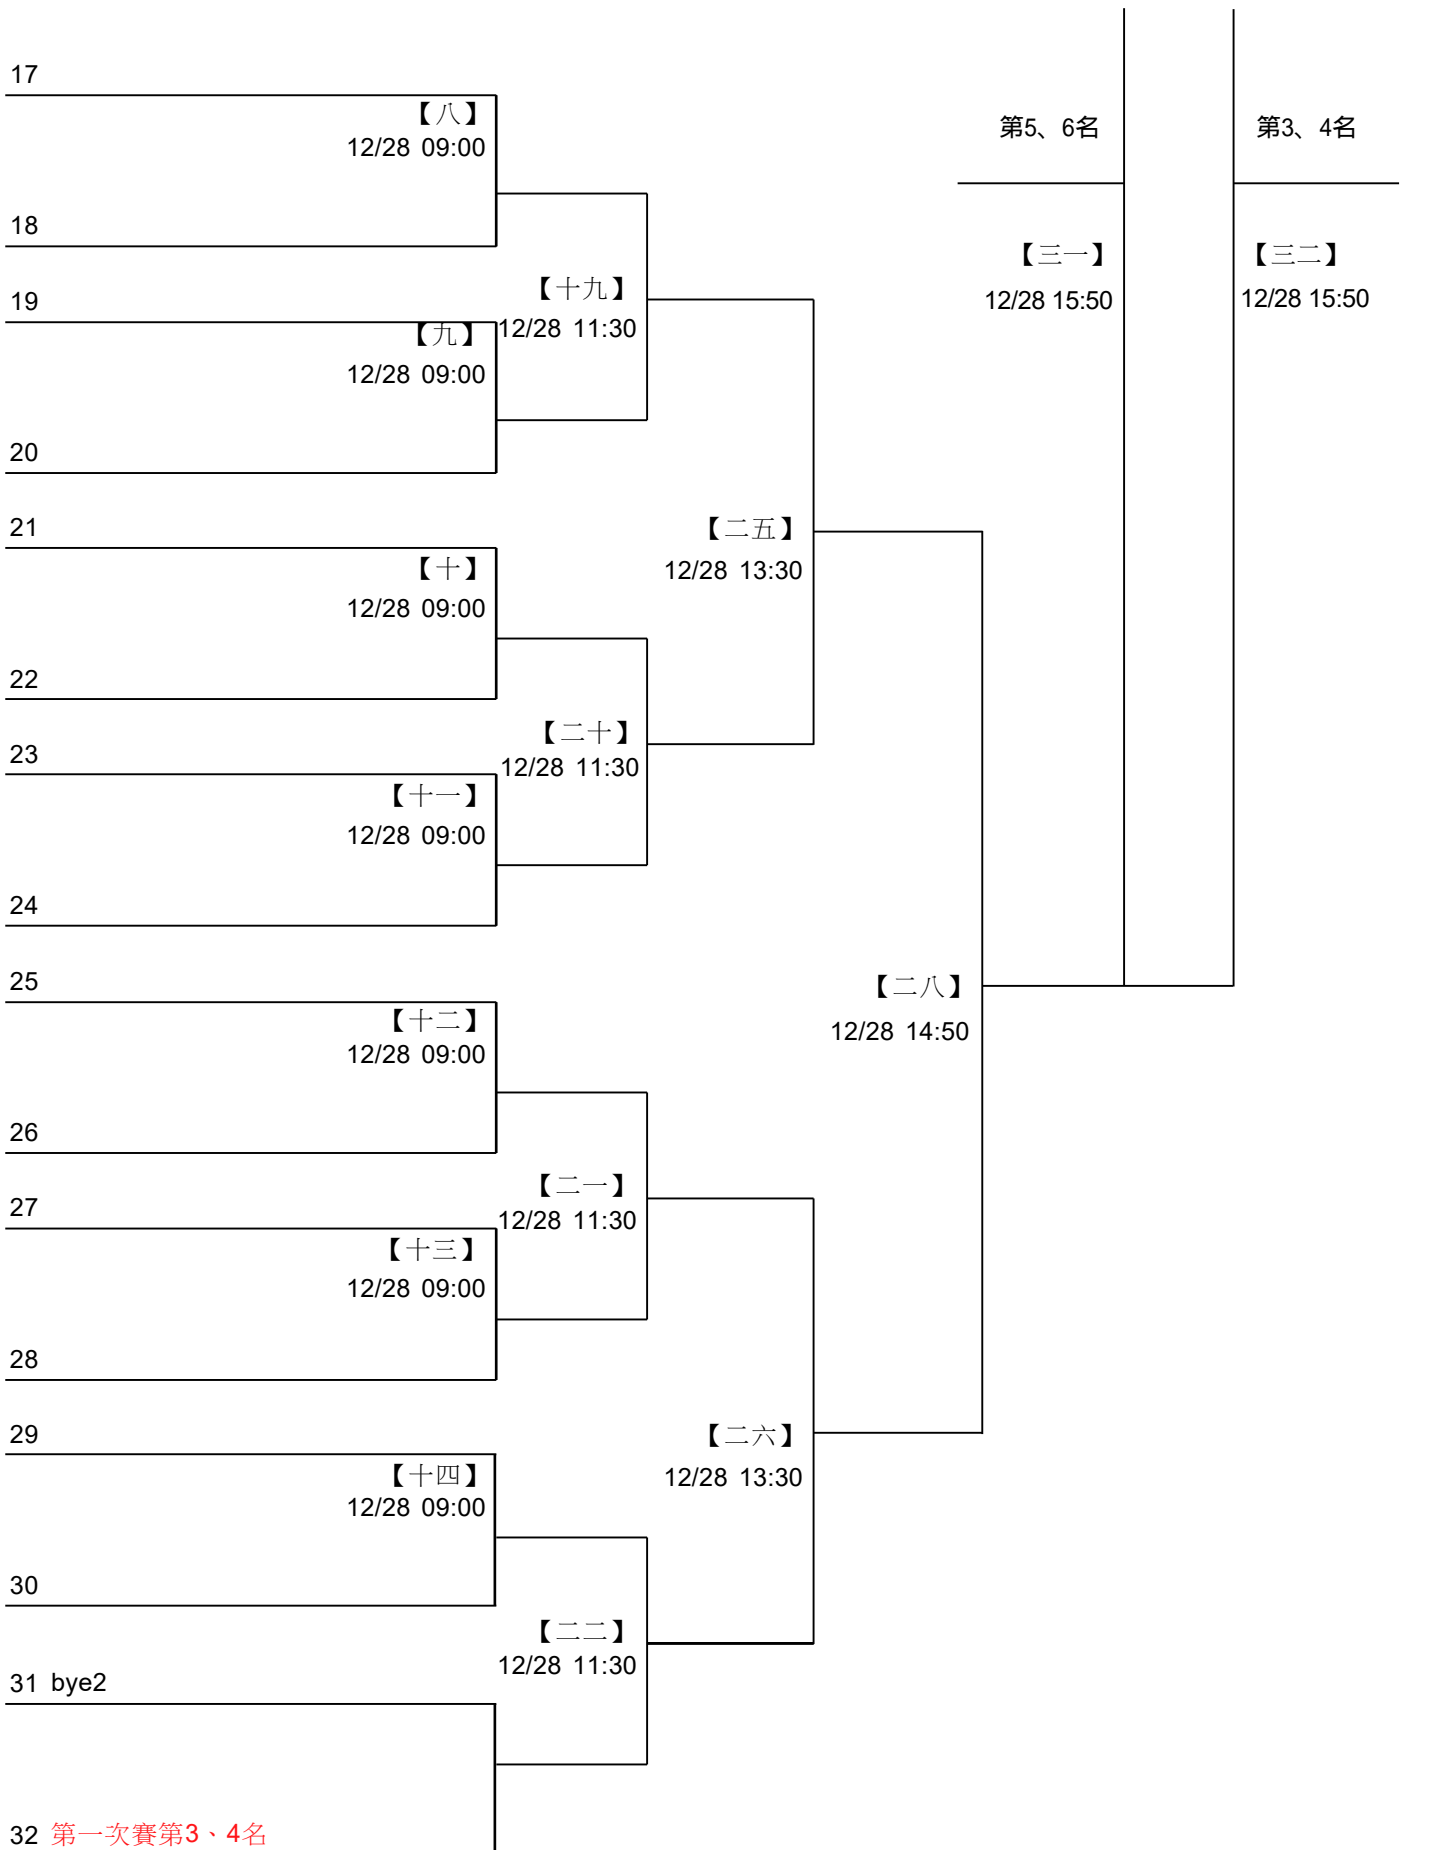 17
【八】
12/28 09:00
第5、6名
第3、4名
18
【三一】
【三二】
12/28 15:50
12/28 15:50
19
【十九】
12/28 11:30
【九】
12/28 09:00
20
21
【二五】
12/28 13:30
【十】
12/28 09:00
22
【二十】
12/28 11:30
23
【十一】
12/28 09:00
24
25
【二八】
12/28 14:50
【十二】
12/28 09:00
26
【二一】
12/28 11:30
27
【十三】
12/28 09:00
28
29
【二六】
12/28 13:30
【十四】
12/28 09:00
30
【二二】
12/28 11:30
31 bye2
32 第一次賽第3、4名